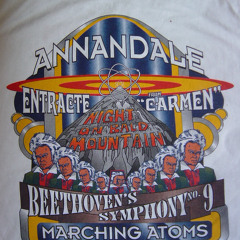 ANNANDALE
ENTRACTE FROM "CARMEN"
NIGHT
ON BALD
MOUNTAIN
BEETHOVEN'S
SYMPHONY NO. 9
MARCHING ATOMS